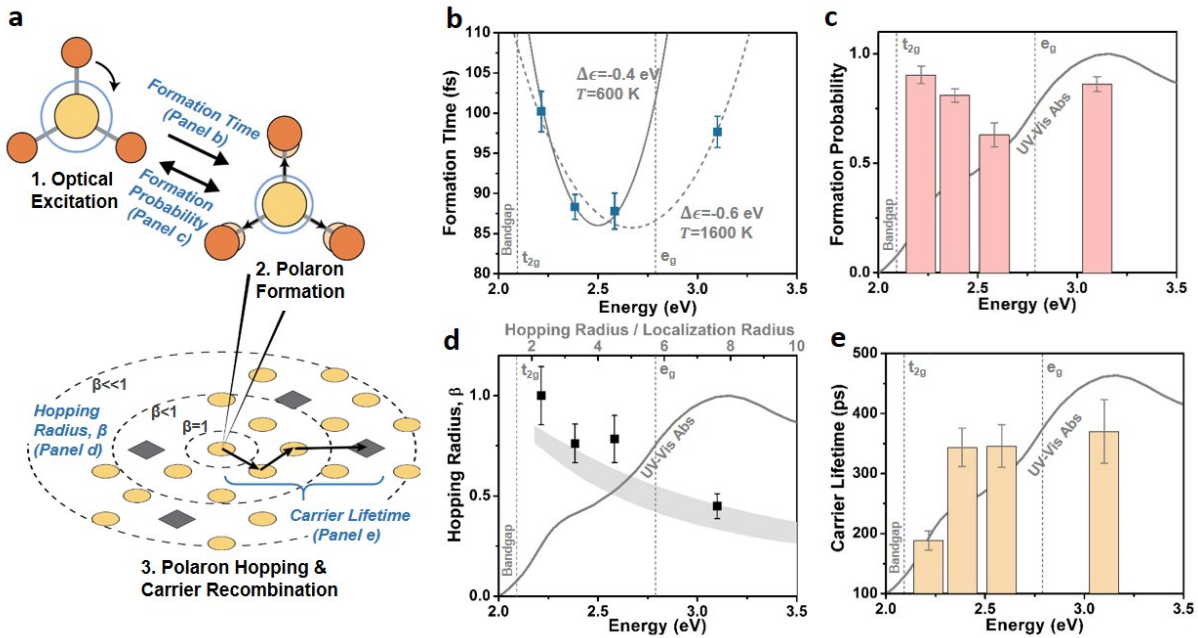 a
1. Optical
Excitation
Formation Time
(Panel b)
Formation
Probability
(Panel c)
2. Polaron
Formation
β<<1
β<1
β=1
Hopping
Radius, β
(Panel d)
Carrier Lifetime
(Panel e)
3. Polaron Hopping &
Carrier Recombination
b
110
105
100
95
90
85
80
Formation TIme (fs)
Δϵ=-0.4 eV
T=600 K
Δϵ=-0.6 eV
T=1600 K
Bandgap
t2g
eg
2.0 2.5 3.0 3.5
Energy (eV)
c
1.0
0.5
0.0
Formation Probability
t2g
eg
UV-Vis Abs
Bandgap
2.0 2.5 3.0 3.5
Energy (eV)
d
Hopping Radius / Localization Radius
2 4 6 8 10
1.0
0.5
0.0
Hopping Radius, β
t2g
eg
UV-Vis Abs
Bandgap
2.0 2.5 3.0 3.5
Energy (eV)
e
500
400
300
200
100
Carrier Lifetime (ps)
t2g
eg
UV-Vis Abs
Bandgap
2.0 2.5 3.0 3.5
Energy (eV)